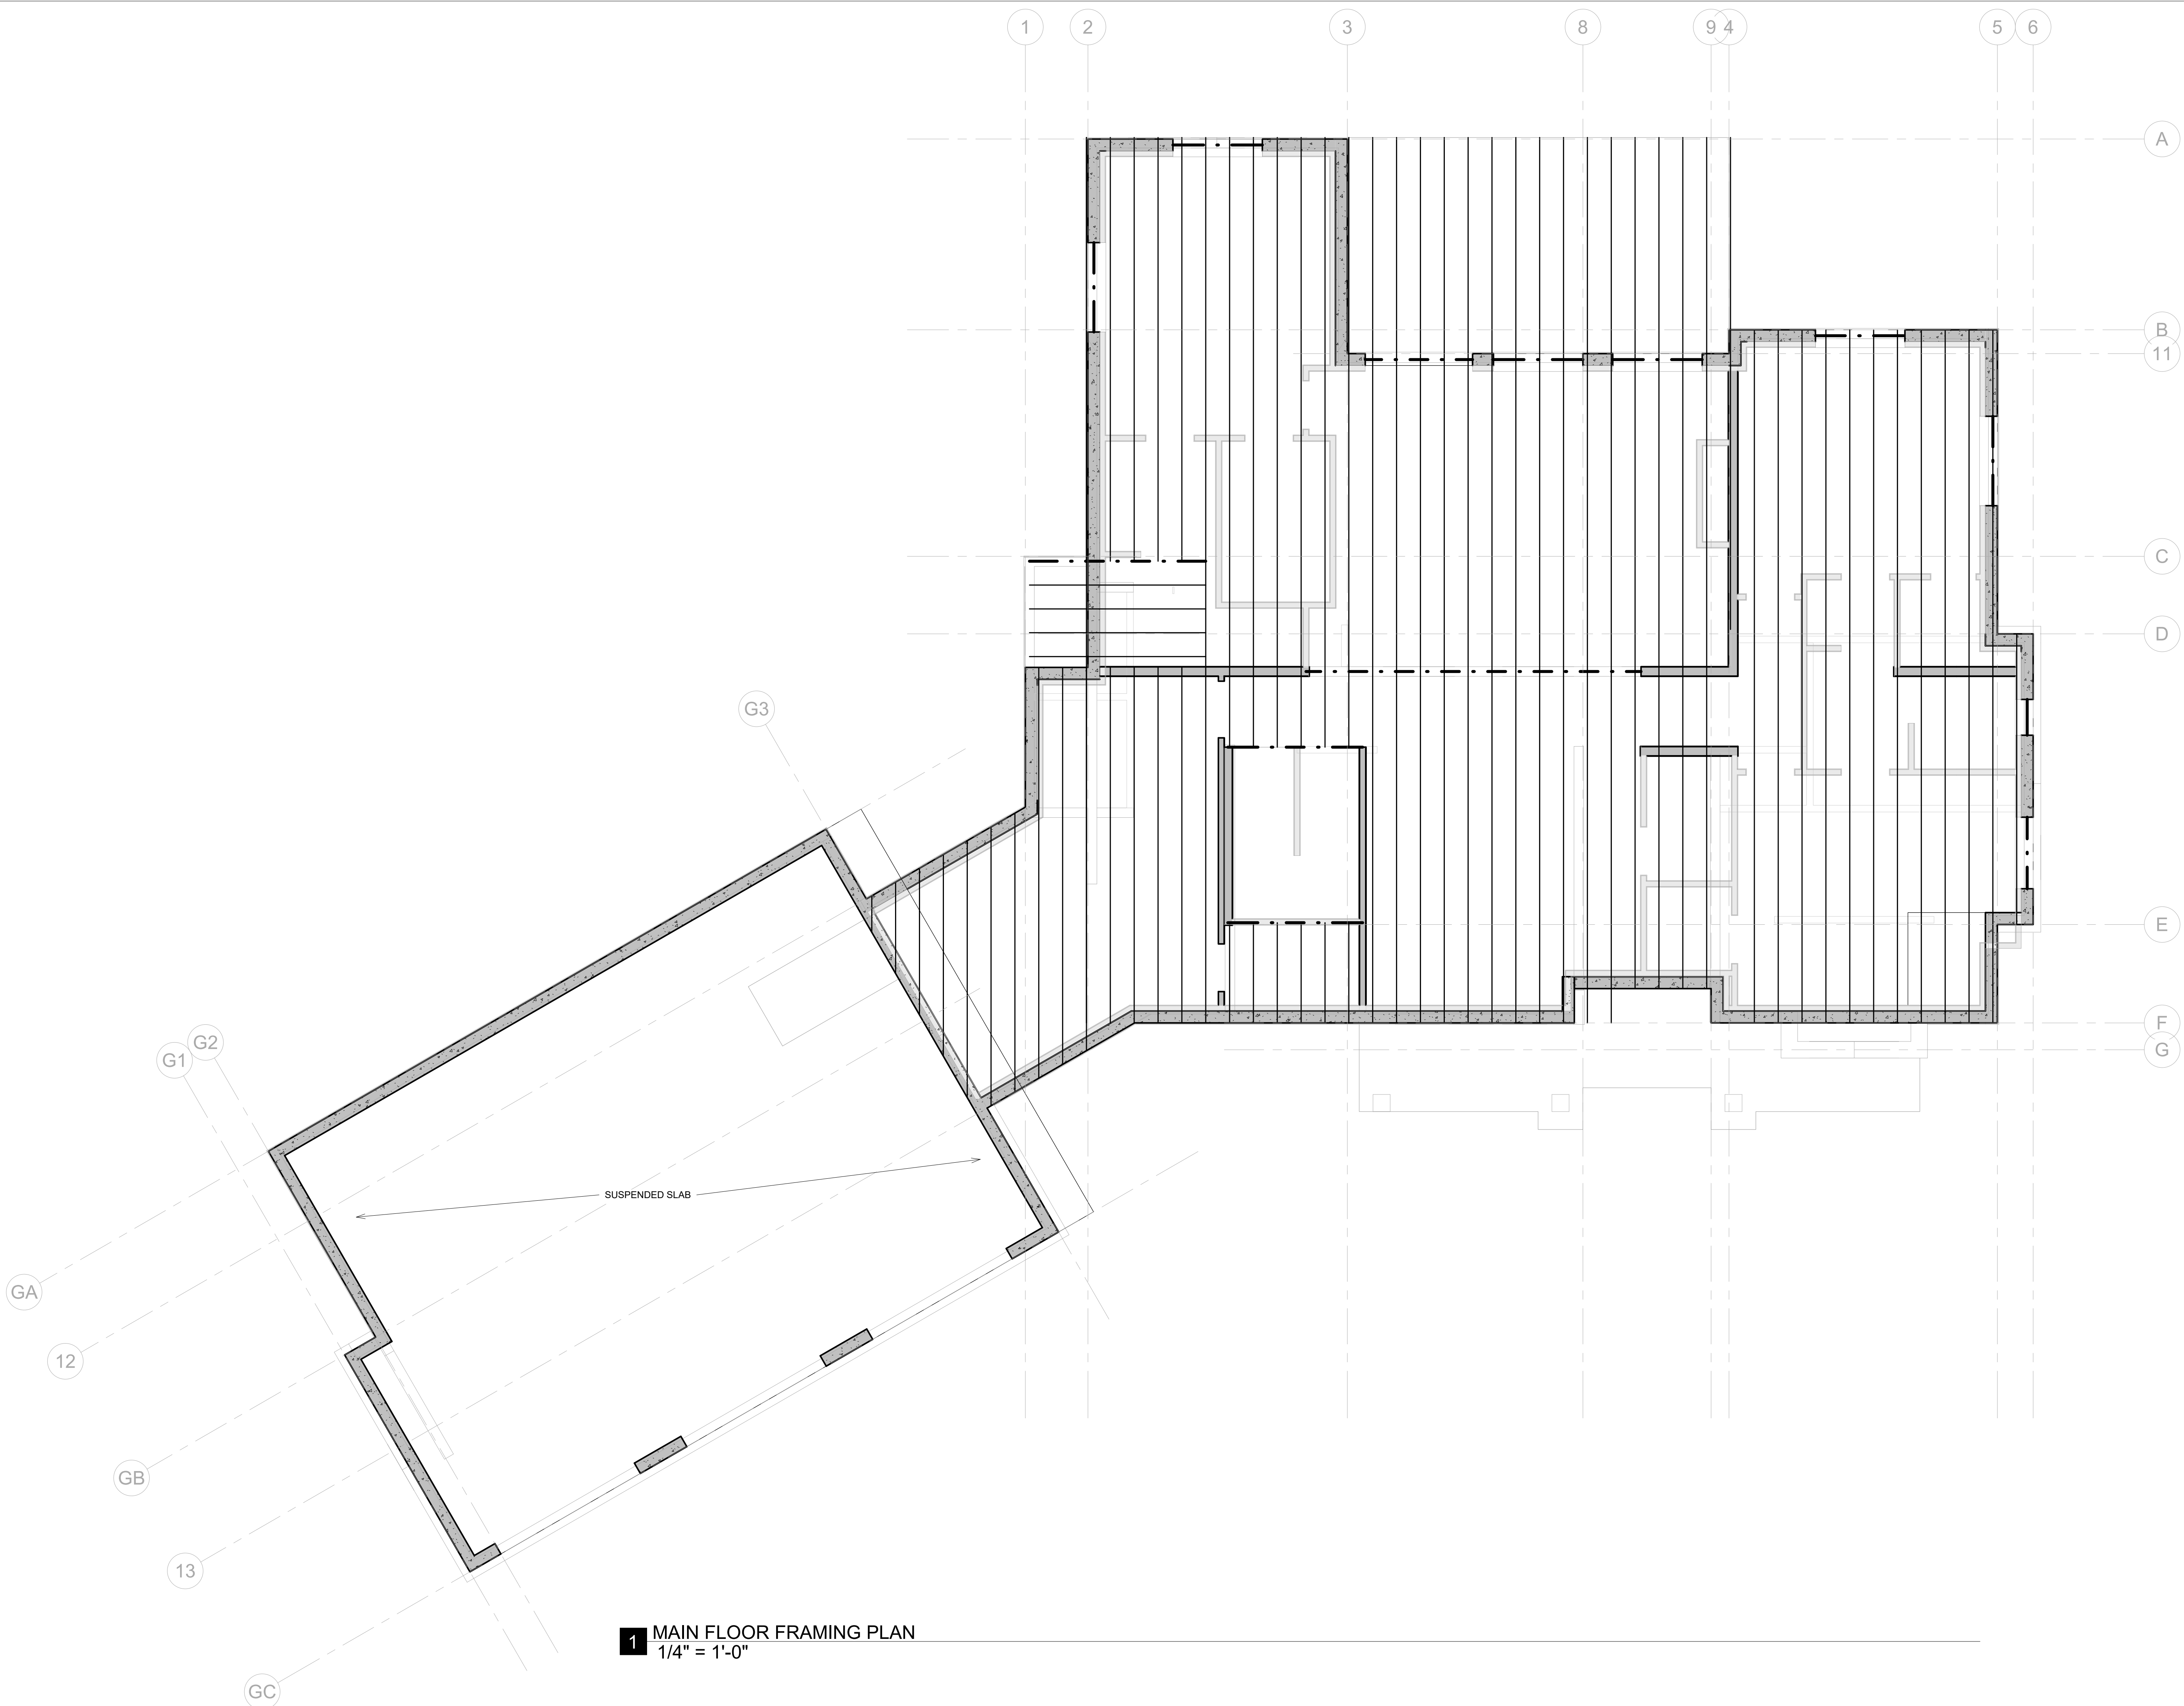 1 2 3 8 9 4 5 6
A
B
11
C
D
G3
E
F
G
G2
G1
SUSPENDED SLAB
GA
12
GB
13
GC
1 MAIN FLOOR FRAMING PLAN
1/4" = 1'-0"